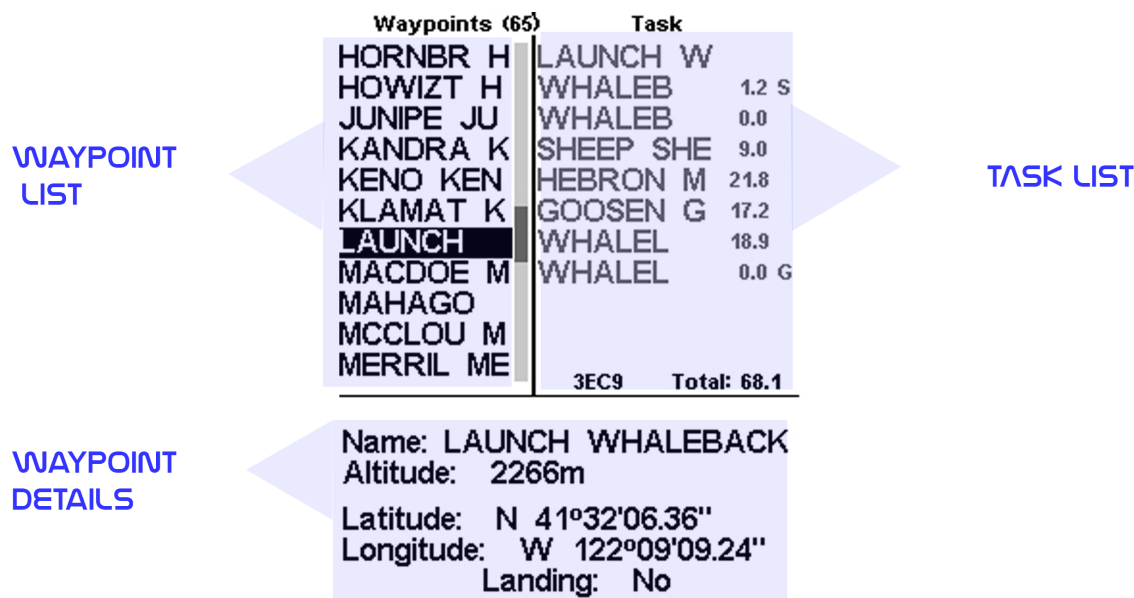 Waypoints (65) Task
HORNBR H
HOWIZT H
JUNIPE JU
KANDRA K
KENO KEN
KLAMAT K
LAUNCH
MACDOE M
MAHAGO
MCCLOU M
MERRIL ME
LAUNCH W
WHALEB 1.2 S
WHALEB 0.0
SHEEP SHE 9.0
HEBRON M 21.8
GOOSEN G 17.2
WHALEL 18.9
WHALEL 0.0 G
3EC9 Total: 68.1
WAYPOINT
LIST
TASK LIST
WAYPOINT
DETAILS
Name: LAUNCH WHALEBACK
Altitude: 2266m
Latitude: N 41º32'06.36"
Longitude: W 122º09'09.24"
Landing: No